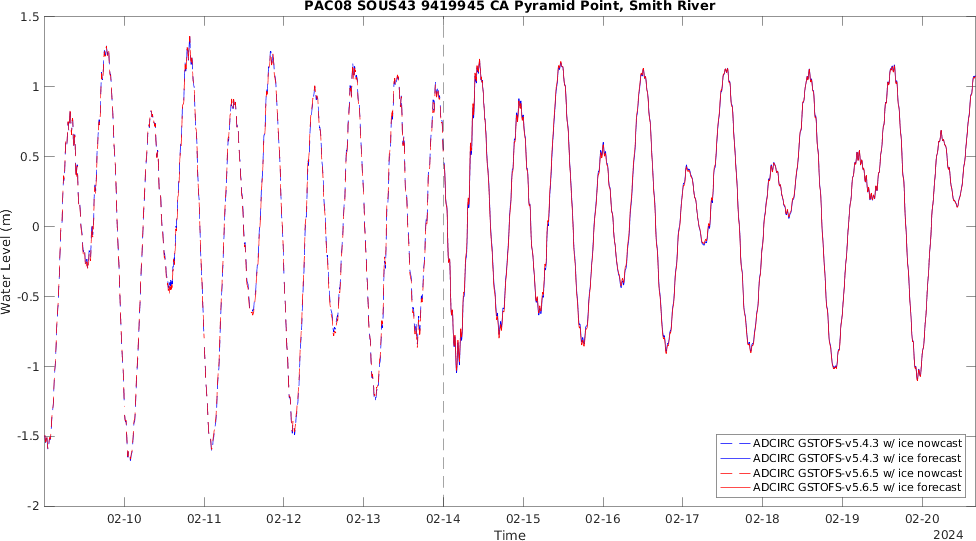 PAC08 SOUS43 9419945 CA Pyramid Point, Smith River
1.5
1
0.5
0
-0.5
-1
-1.5
-2
Water Level (m)
02-10 02-11 02-12 02-13 02-14 02-15 02-16 02-17 02-18 02-19 02-20
Time
2024
ADCIRC GSTOFS-v5.4.3 w/ ice nowcast
ADCIRC GSTOFS-v5.4.3 w/ ice forecast
ADCIRC GSTOFS-v5.6.5 w/ ice nowcast
ADCIRC GSTOFS-v5.6.5 w/ ice forecast